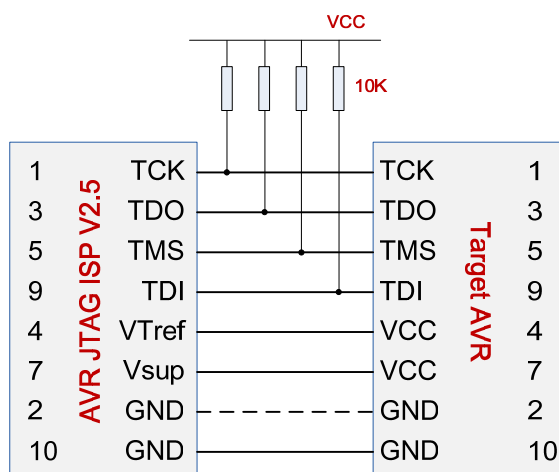 VCC
10K
AVR JTAG ISP V2.5
Target AVR
1 TCK TCK 1
3 TDO TDO 3
5 TMS TMS 5
9 TDI TDI 9
4 VTref VCC 4
7 Vsup VCC 7
2 GND GND 2
10 GND GND 10